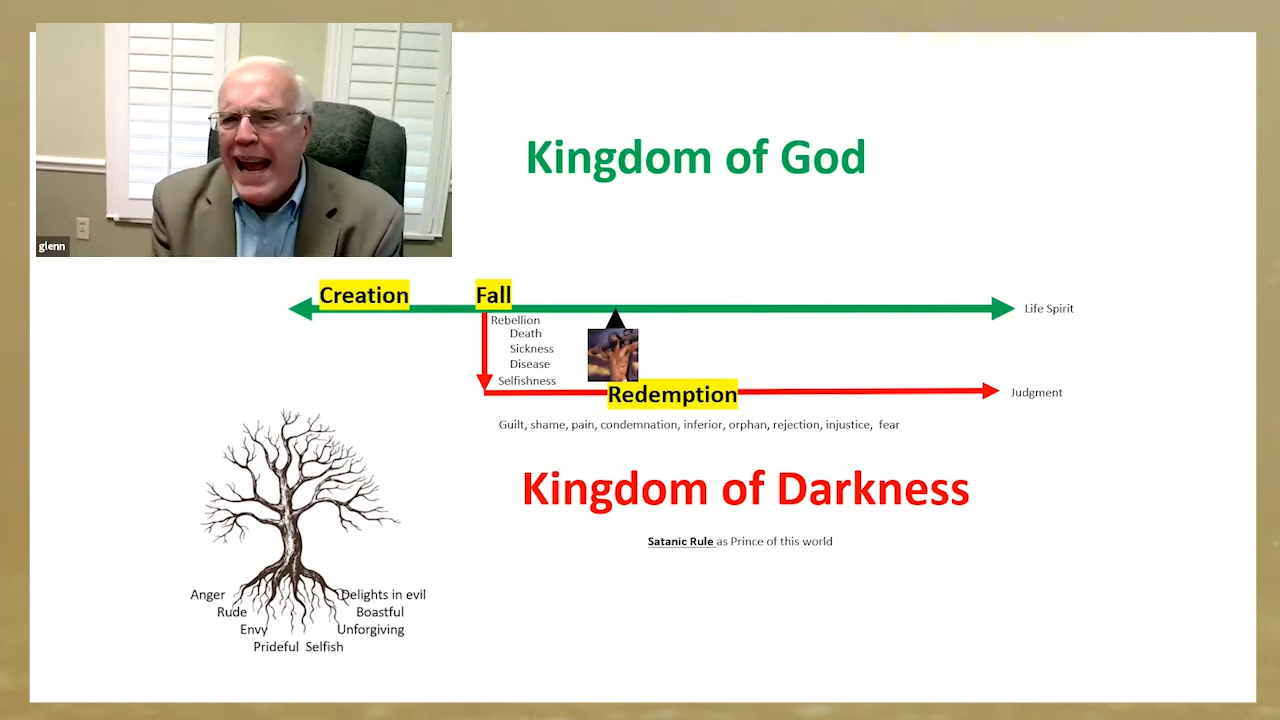 glenn
Kingdom of God
Creation
Fall
Life Spirit
Rebellion
Death
Sickness
Disease
Selfishness
Redemption
Judgment
Guilt, shame, pain, condemnation, inferior, orphan, rejection, injustice, fear
Kingdom of Darkness
Satanic Rule as Prince of this world
Anger
Delights in evil
Rude
Boastful
Envy
Unforgiving
Prideful Selfish